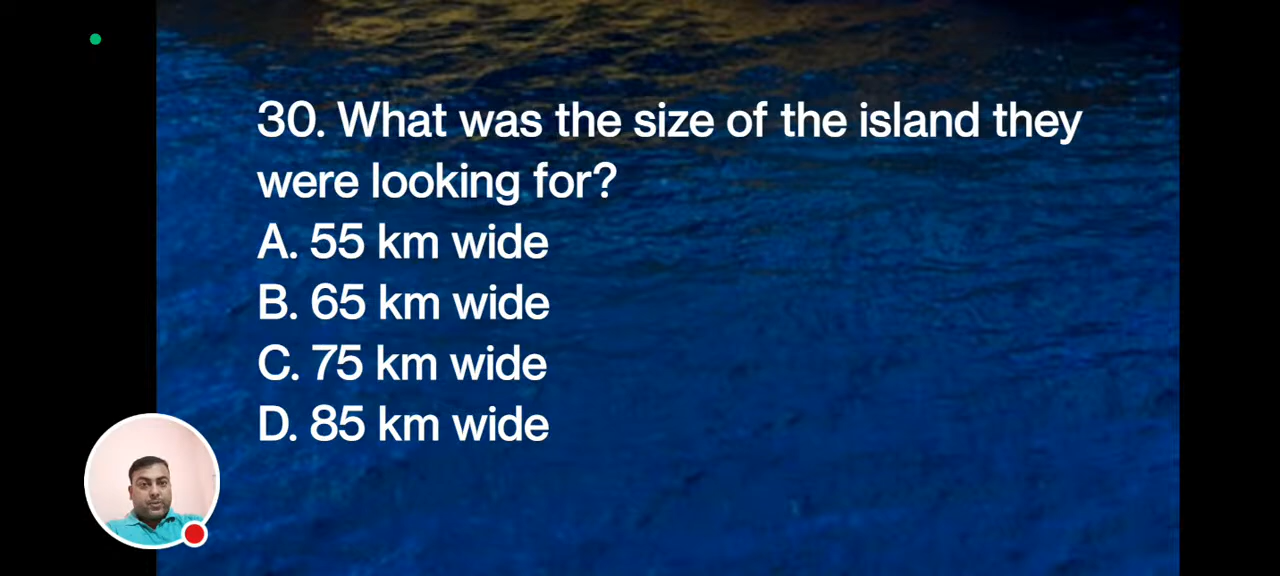 30. What was the size of the island they
were looking for?
A. 55 km wide
B. 65 km wide
C. 75 km wide
D. 85 km wide